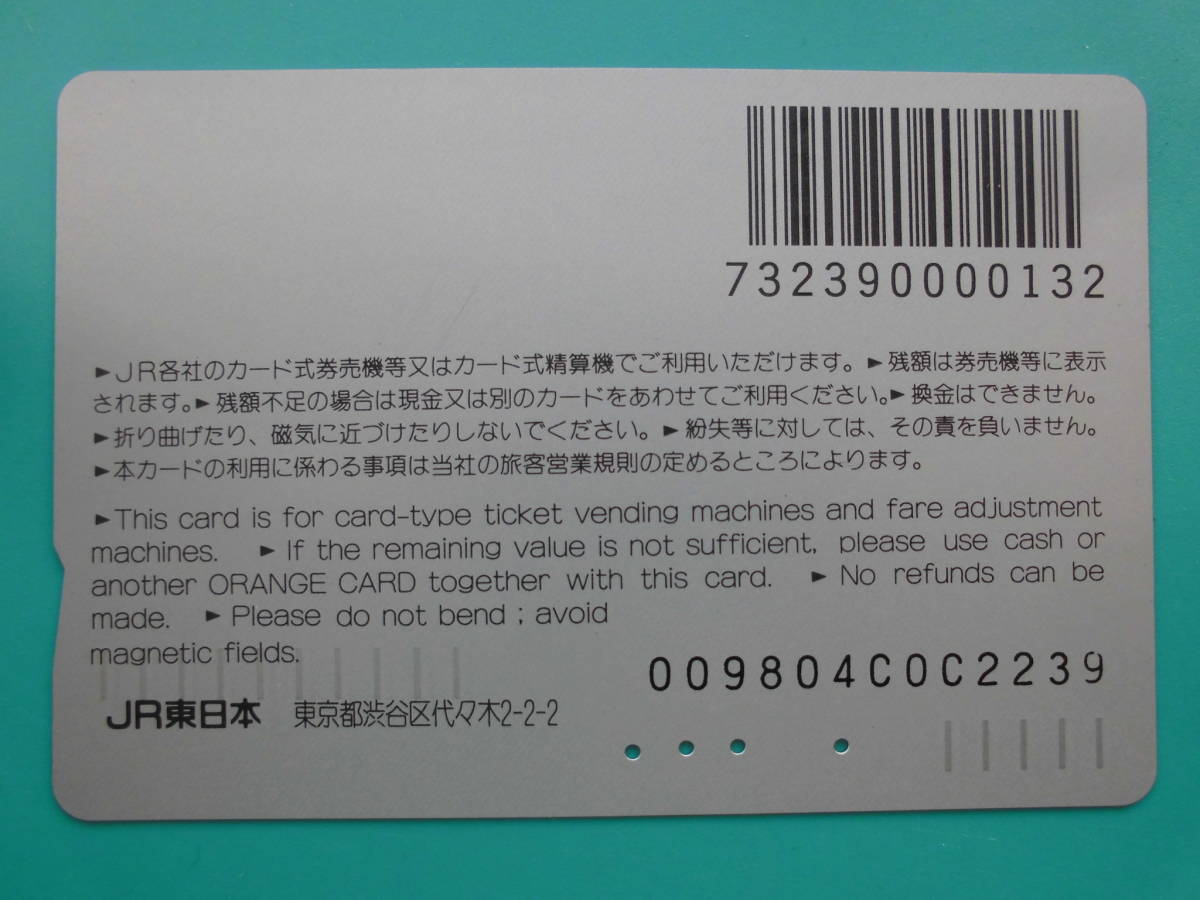 732390000132
►JR各社のカード式券売機等又はカード式精算機でご利用いただけます。►残額は券売機等に表示
されます。►残額不足の場合は現金又は別のカードをあわせてご利用ください。►換金はできません。
►折り曲げたり、磁気に近づけたりしないでください。►紛失等に対しては、その責を負いません。
►本カードの利用に係わる事項は当社の旅客営業規則の定めるところによります。
►This card is for card-type ticket vending machines and fare adjustment
machines. ►If the remaining value is not sufficient, please use cash or
another ORANGE CARD together with this card. ►No refunds can be
made. ►Please do not bend ; avoid
magnetic fields.
009804C0C2239
JR東日本 東京都渋谷区代々木2-2-2